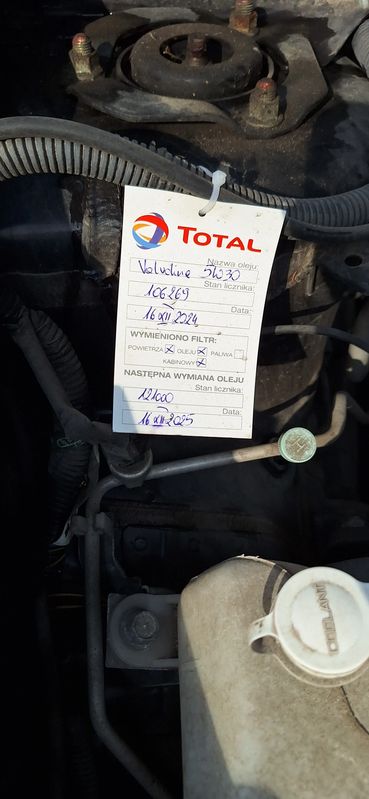 TOTAL
Nazwa oleju:
Valvoline 5W30
Stan licznika:
106269
Data:
16 XII 2024
WYMIENIONO FILTR:
POWIETRZA X OLEJU X PALIWA
KABINOWY X
NASTĘPNA WYMIANA OLEJU
Stan licznika:
121000
Data:
16 XII 2025
COOLANT